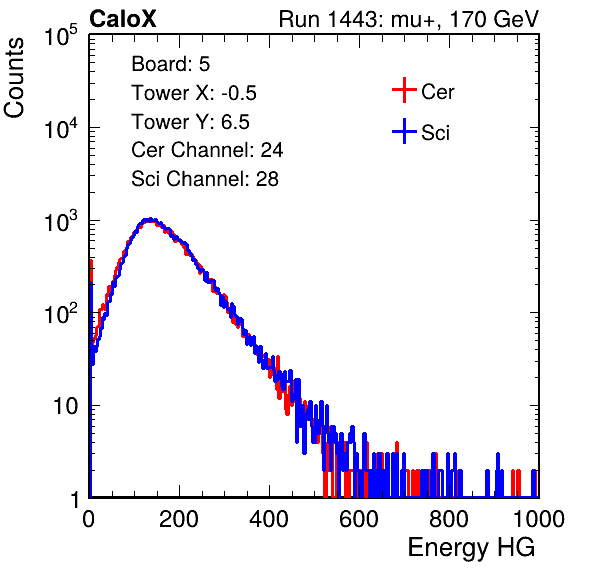 CaloX Run 1443: mu+, 170 GeV
Counts
Board: 5
Tower X: -0.5
Tower Y: 6.5
Cer Channel: 24
Sci Channel: 28
Cer
Sci
10^5
10^4
10^3
10^2
10
1
0 200 400 600 800 1000
Energy HG